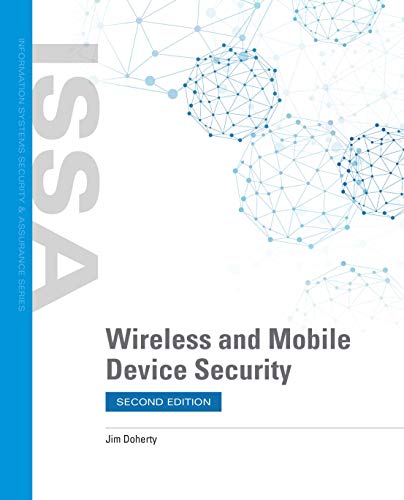 INFORMATION SYSTEMS SECURITY & ASSURANCE SERIES
ISSA
Wireless and Mobile
Device Security
SECOND EDITION
Jim Doherty